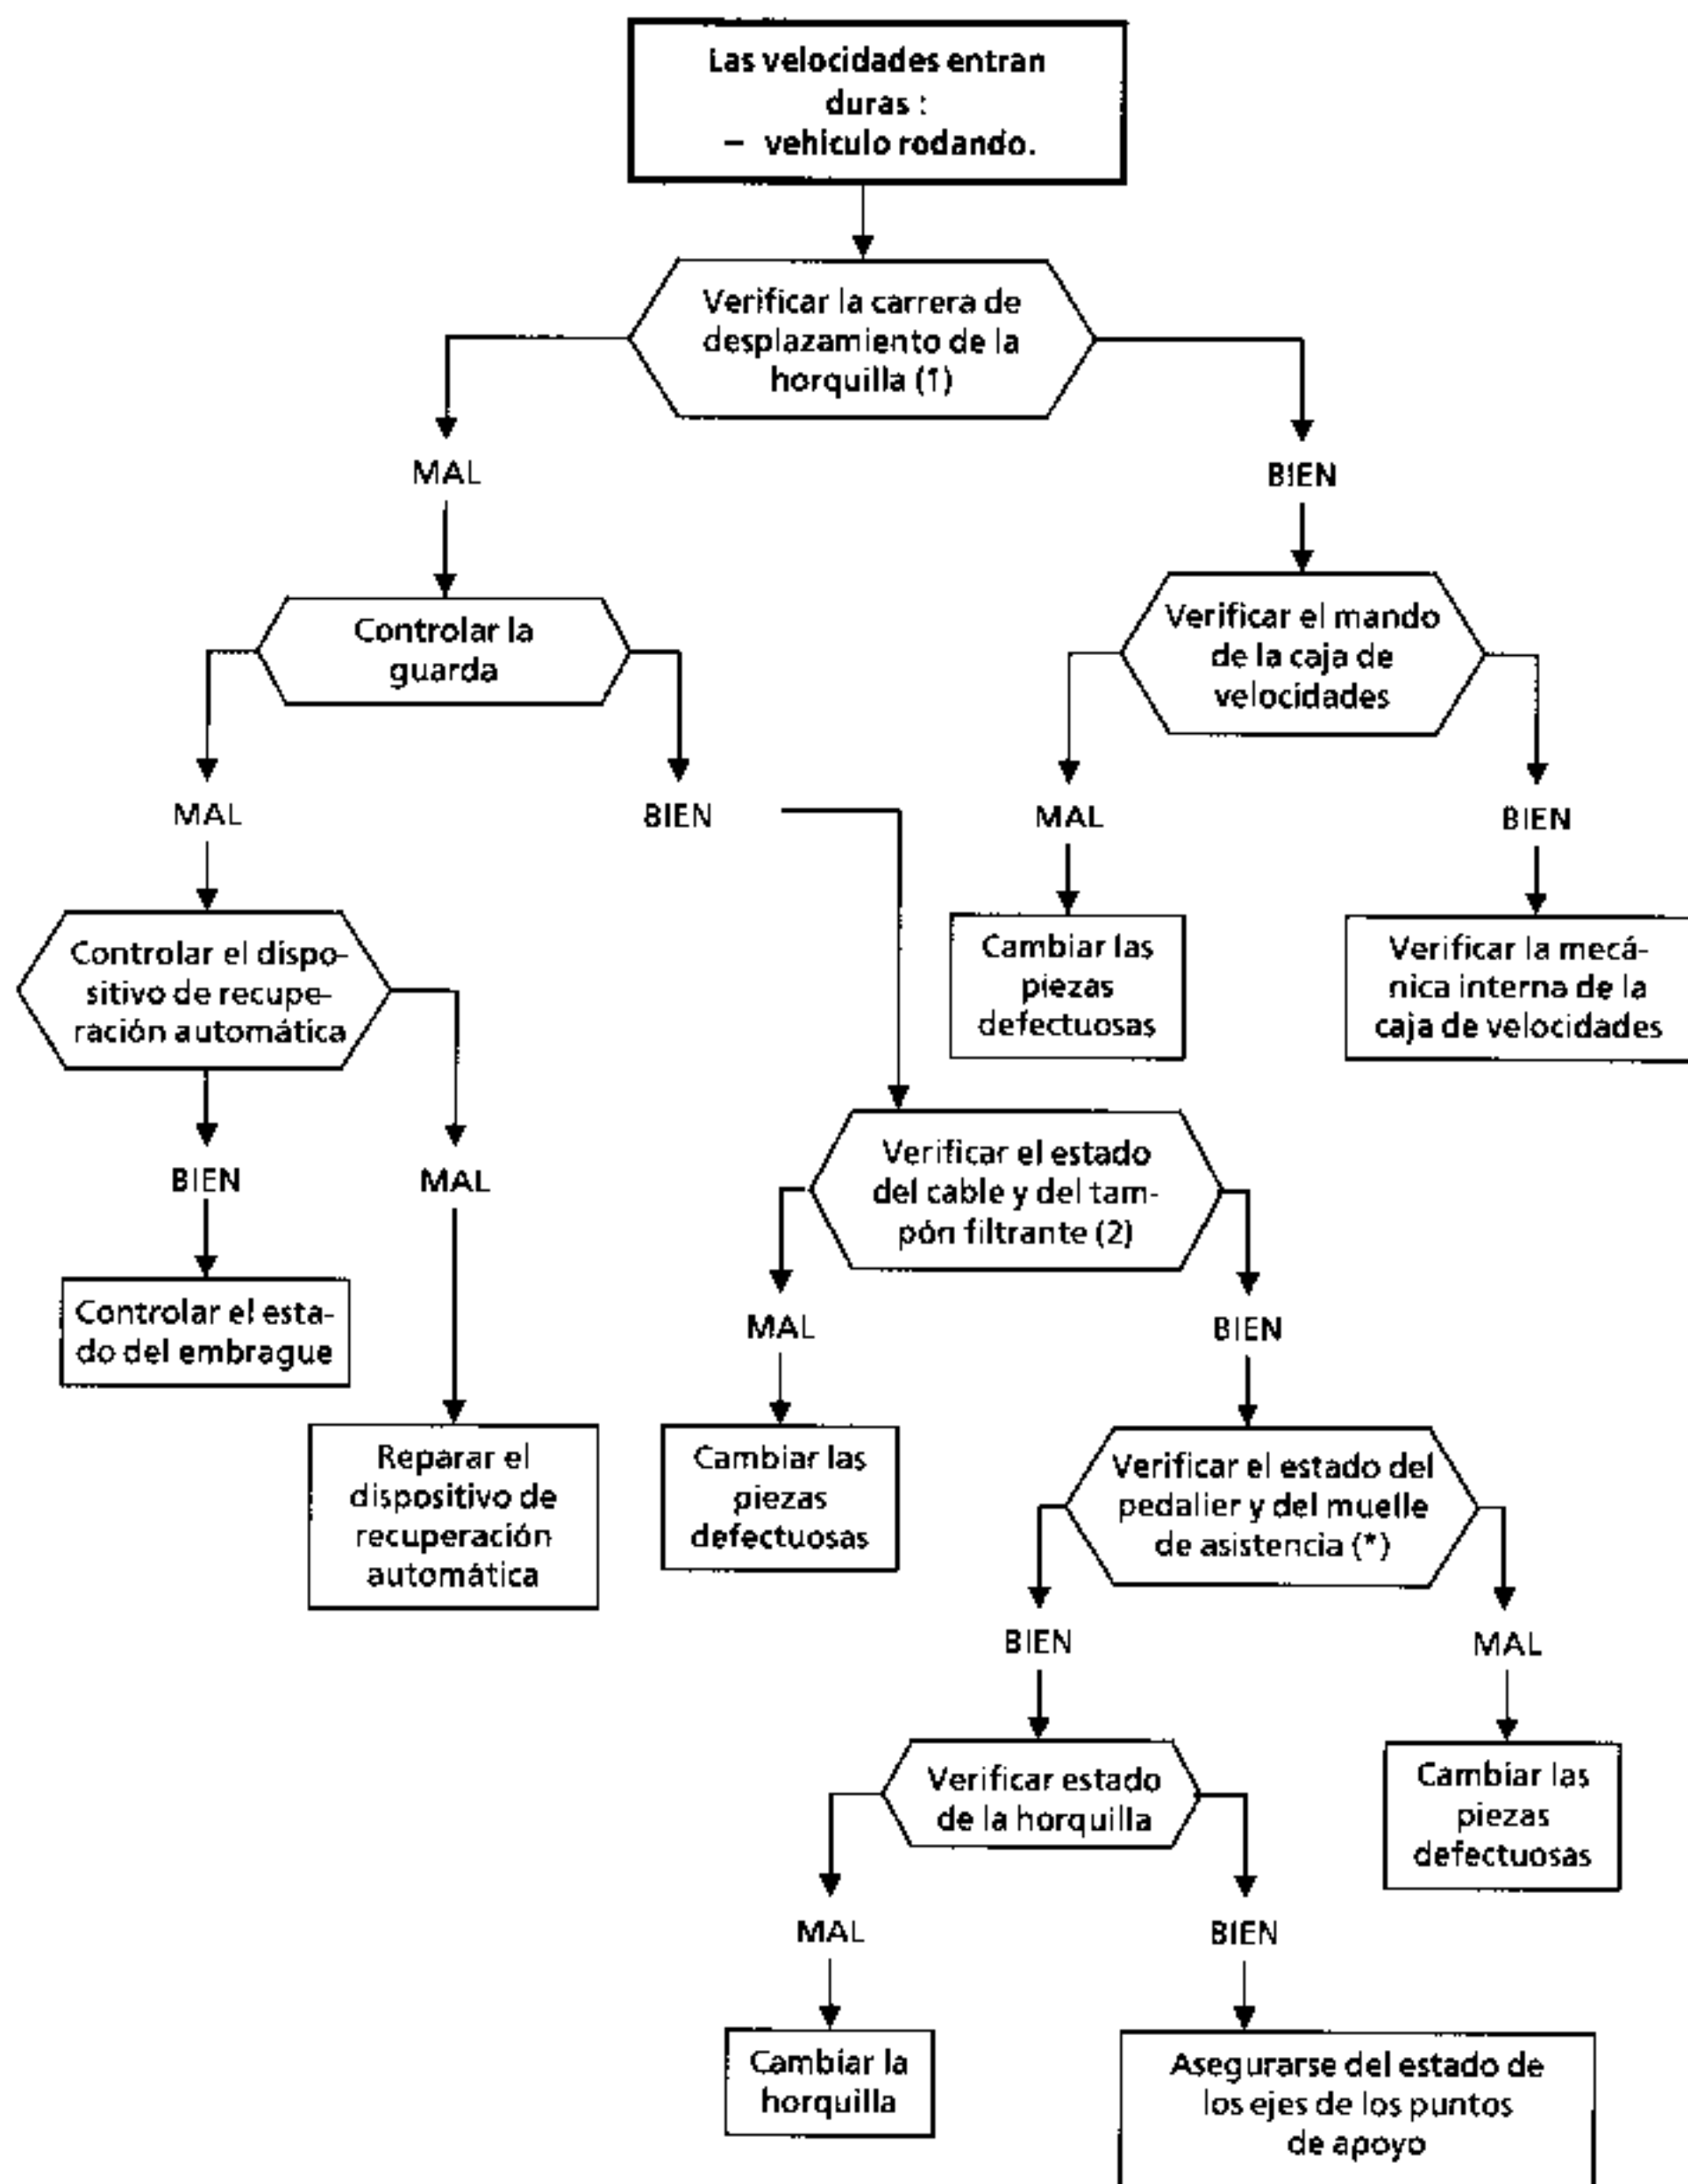 Las velocidades entran
duras :
– vehiculo rodando.
Verificar la carrera de
desplazamiento de la
horquilla (1)
MAL
BIEN
Controlar la
guarda
Verificar el mando
de la caja de
velocidades
MAL
BIEN
MAL
BIEN
Controlar el dispo-
sitivo de recupe-
ración automática
Cambiar las
piezas
defectuosas
Verificar la mecá-
nica interna de la
caja de velocidades
Verificar el estado
del cable y del tam-
pón filtrante (2)
BIEN
MAL
Controlar el esta-
do del embrague
MAL
BIEN
Reparar el
dispositivo de
recuperación
automática
Cambiar las
piezas
defectuosas
Verificar el estado del
pedalier y del muelle
de asistencia (*)
BIEN
MAL
Verificar estado
de la horquilla
Cambiar las
piezas
defectuosas
MAL
BIEN
Cambiar la
horquilla
Asegurarse del estado de
los ejes de los puntos
de apoyo